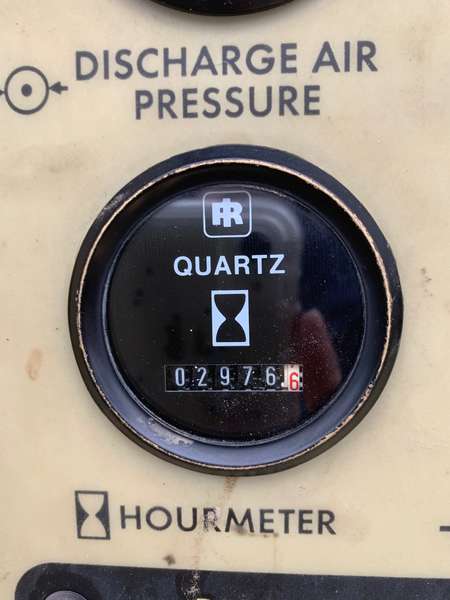 DISCHARGE AIR
PRESSURE
IR
QUARTZ
029766
HOURMETER